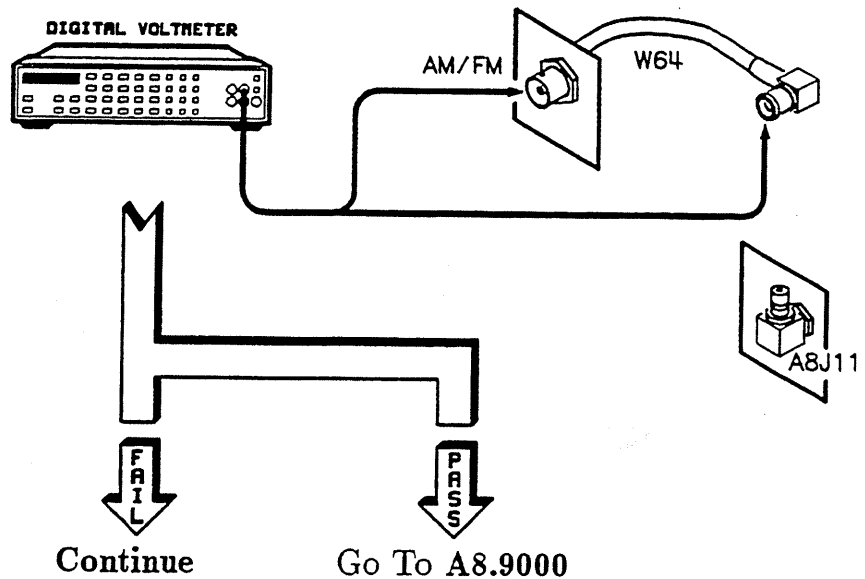 DIGITAL VOLTMETER
AM/FM
W64
A8J11
FAIL
PASS
Continue
Go To A8.9000